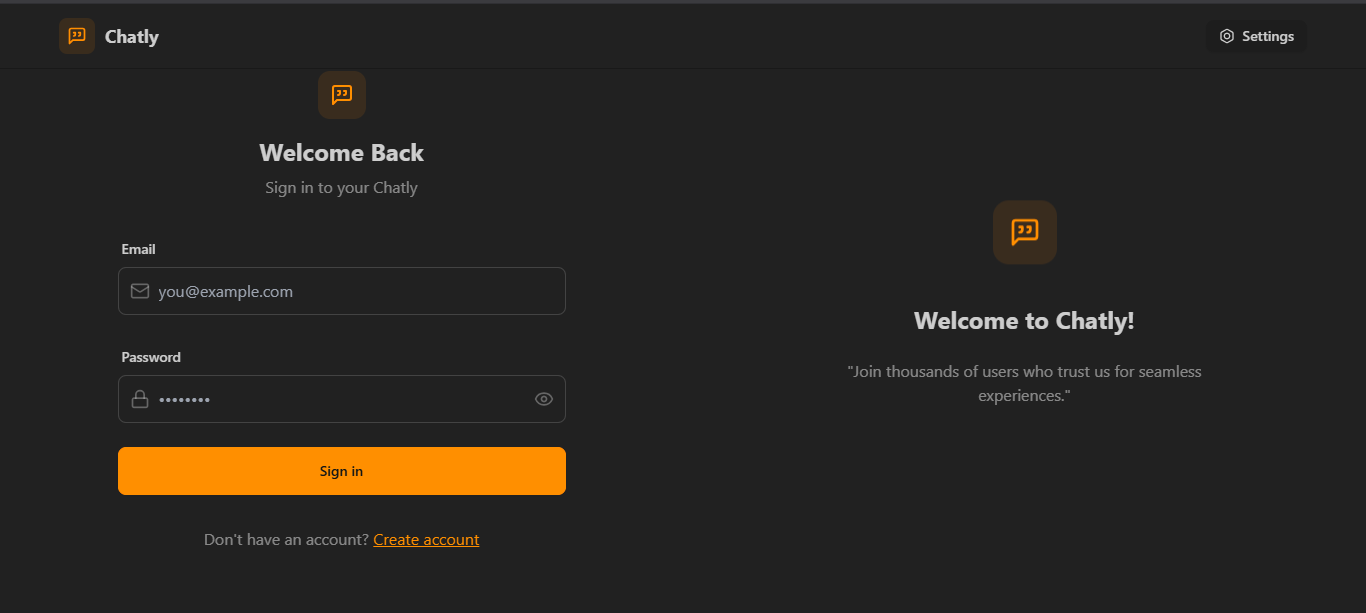 Chatly
Settings
Welcome Back
Sign in to your Chatly
Email
you@example.com
Password
••••••••
Sign in
Don't have an account? Create account
Welcome to Chatly!
"Join thousands of users who trust us for seamless
experiences."